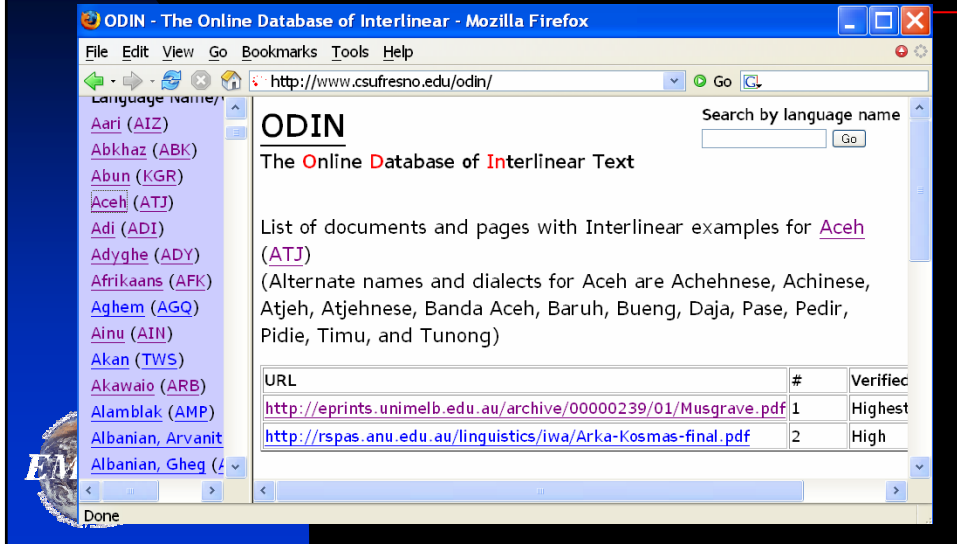 ODIN - The Online Database of Interlinear - Mozilla Firefox
File Edit View Go Bookmarks Tools Help
http://www.csufresno.edu/odin/ Go
Language Name/
Aari (AIZ)
Abkhaz (ABK)
Abun (KGR)
Aceh (ATJ)
Adi (ADI)
Adyghe (ADY)
Afrikaans (AFK)
Aghem (AGQ)
Ainu (AIN)
Akan (TWS)
Akawaio (ARB)
Alamblak (AMP)
Albanian, Arvanit
Albanian, Gheg (
Search by language name
Go
ODIN
The Online Database of Interlinear Text
List of documents and pages with Interlinear examples for Aceh
(ATJ)
(Alternate names and dialects for Aceh are Achehnese, Achinese,
Atjeh, Atjehnese, Banda Aceh, Baruh, Bueng, Daja, Pase, Pedir,
Pidie, Timu, and Tunong)
URL # Verified
http://eprints.unimelb.edu.au/archive/00000239/01/Musgrave.pdf 1 Highest
http://rspas.anu.edu.au/linguistics/iwa/Arka-Kosmas-final.pdf 2 High
EM
Done